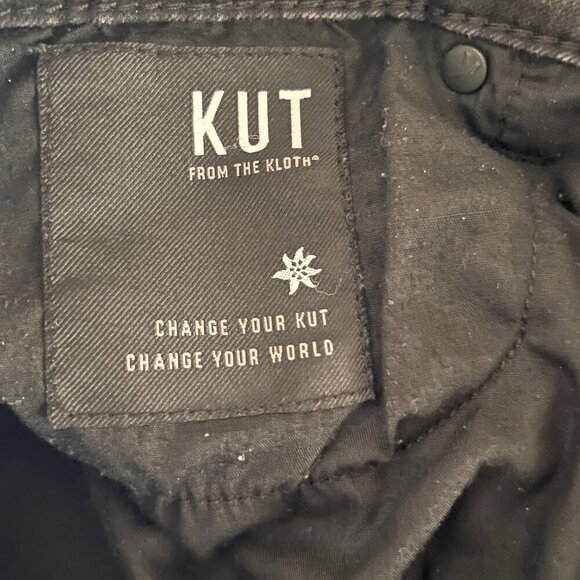 KUT
FROM THE KLOTH®
CHANGE YOUR KUT
CHANGE YOUR WORLD